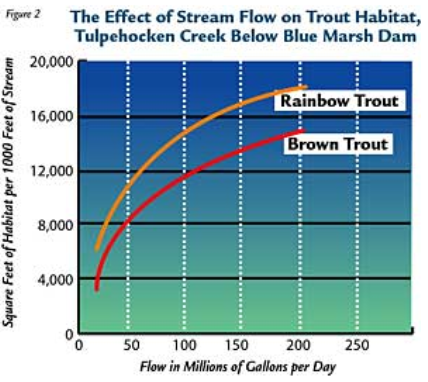 Figure 2
The Effect of Stream Flow on Trout Habitat,
Tulpehocken Creek Below Blue Marsh Dam
Square Feet of Habitat per 1000 Feet of Stream
20,000
16,000
12,000
8,000
4,000
0
Rainbow Trout
Brown Trout
0 50 100 150 200 250
Flow in Millions of Gallons per Day